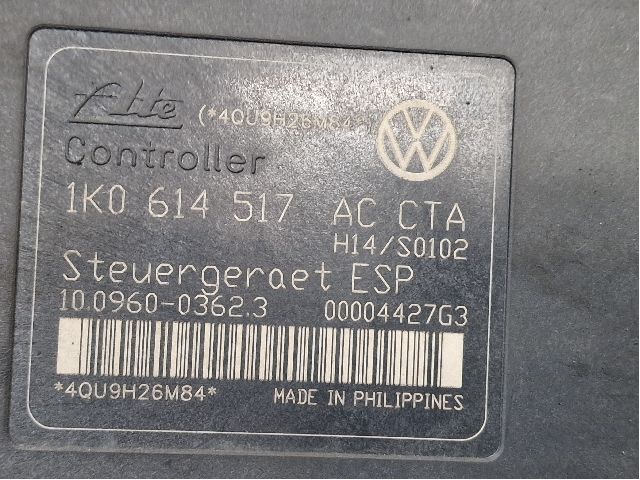 Ate (*4QU9H26M84*)
Controller
1K0 614 517 AC CTA
H14/S0102
Steuergeraet ESP
10.0960-0362.3 00004427G3
*4QU9H26M84* MADE IN PHILIPPINES